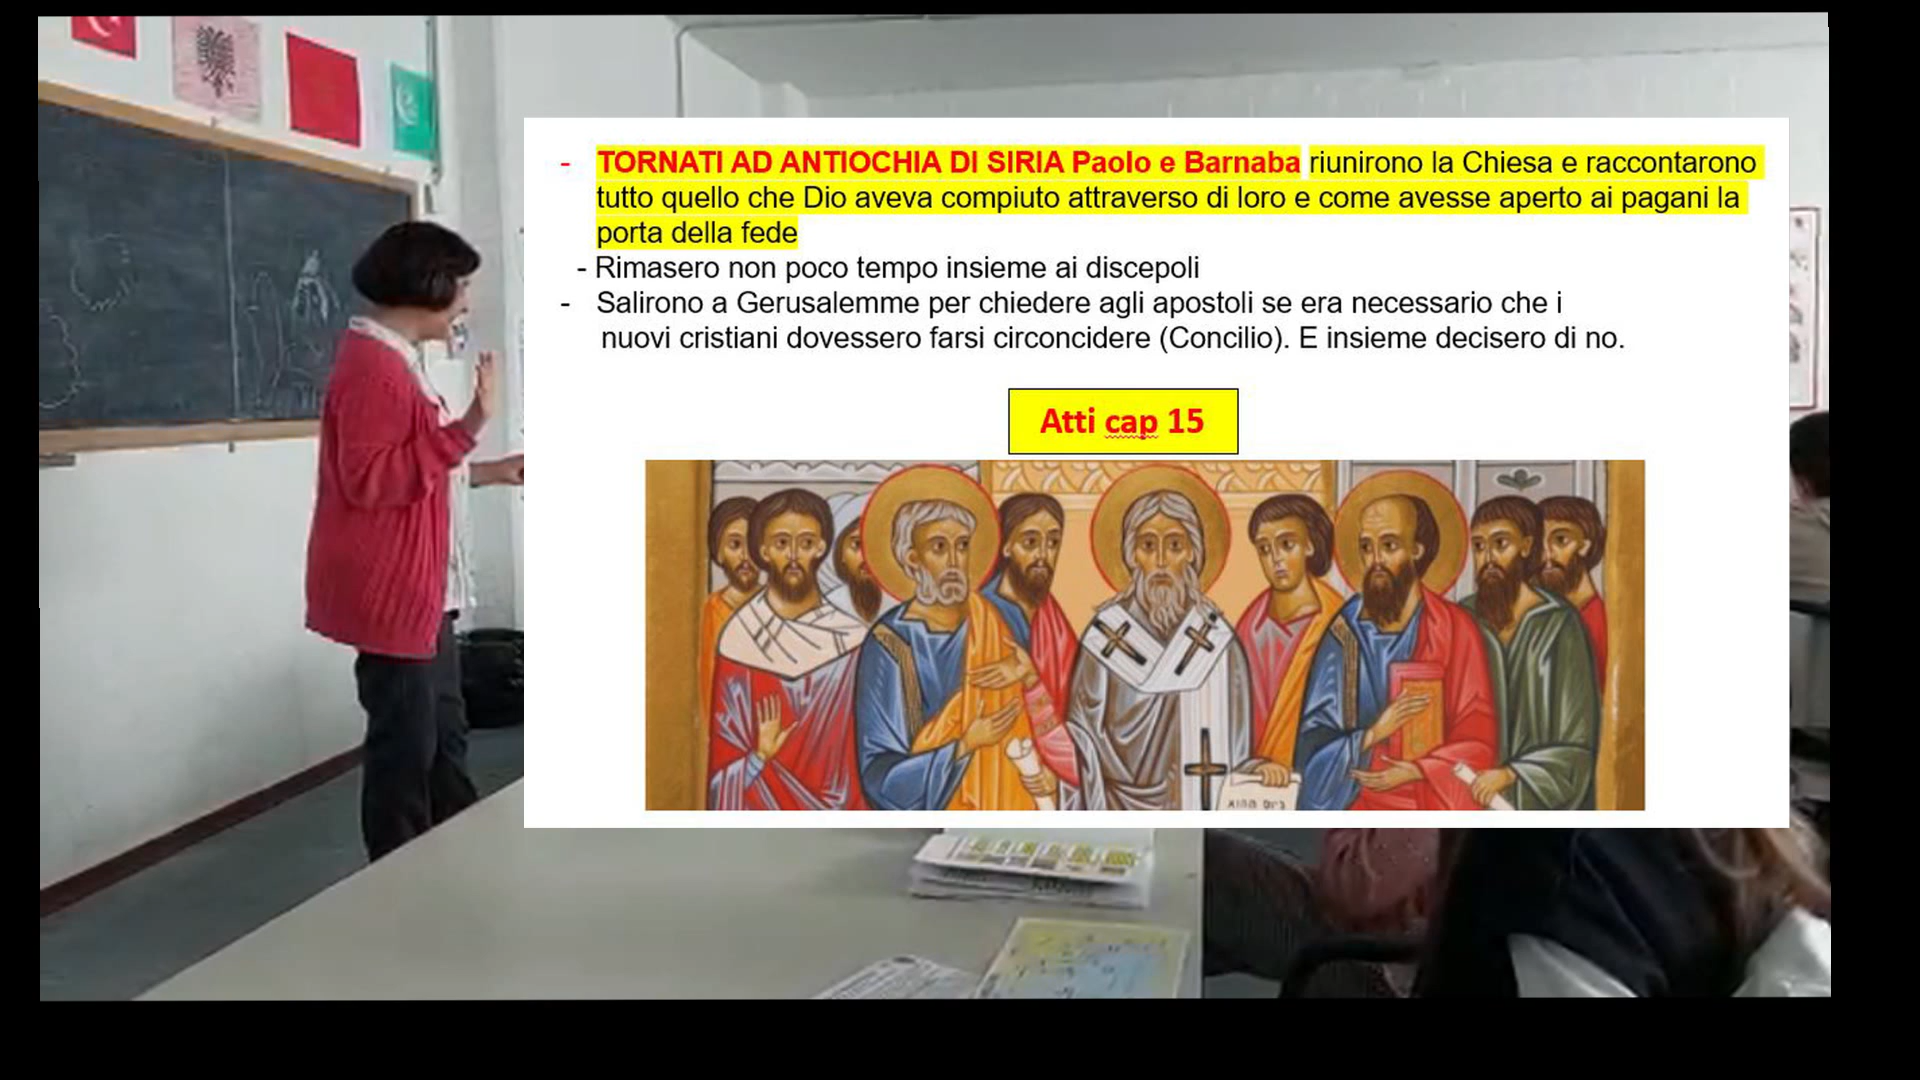 - TORNATI AD ANTIOCHIA DI SIRIA Paolo e Barnaba riunirono la Chiesa e raccontarono
tutto quello che Dio aveva compiuto attraverso di loro e come avesse aperto ai pagani la
porta della fede
- Rimasero non poco tempo insieme ai discepoli
- Salirono a Gerusalemme per chiedere agli apostoli se era necessario che i
nuovi cristiani dovessero farsi circoncidere (Concilio). E insieme decisero di no.
Atti cap 15